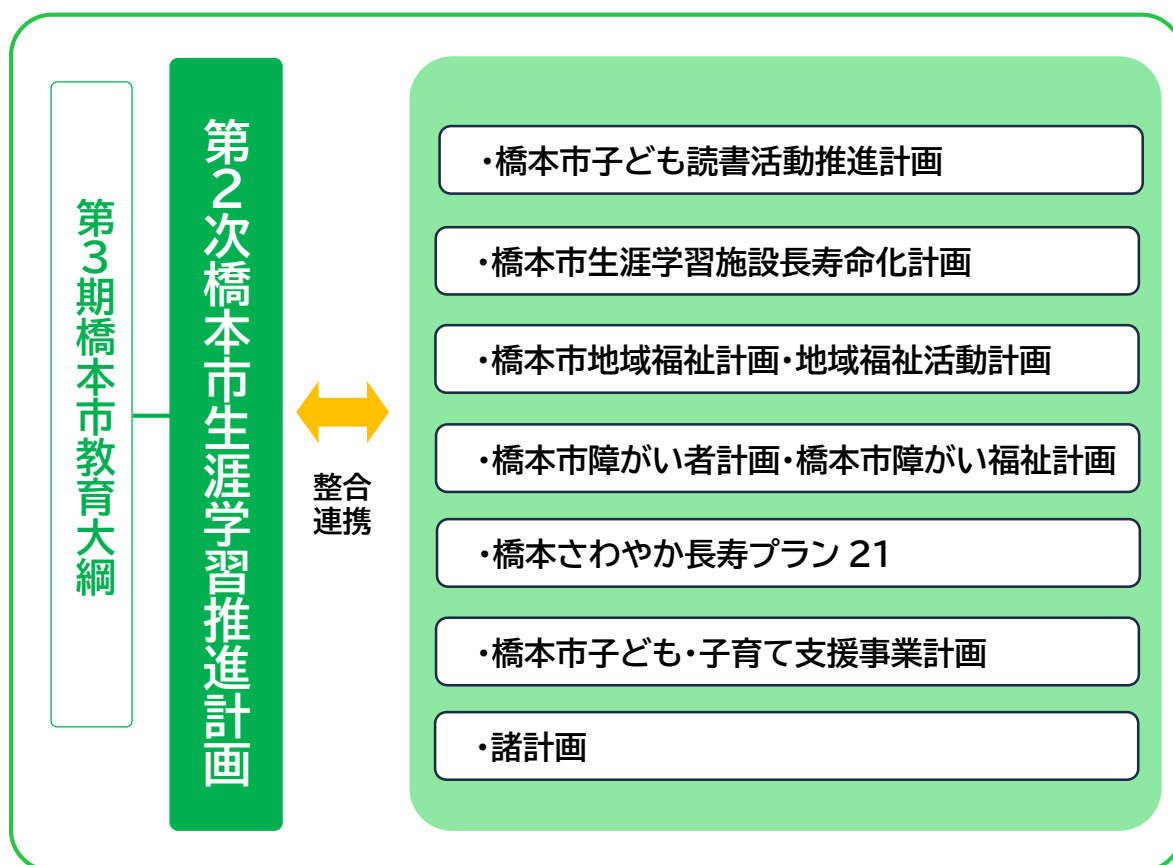 第3期橋本市教育大綱
第2次橋本市生涯学習推進計画
整合
連携
・橋本市子ども読書活動推進計画
・橋本市生涯学習施設長寿命化計画
・橋本市地域福祉計画・地域福祉活動計画
・橋本市障がい者計画・橋本市障がい福祉計画
・橋本さわやか長寿プラン 21
・橋本市子ども・子育て支援事業計画
・諸計画